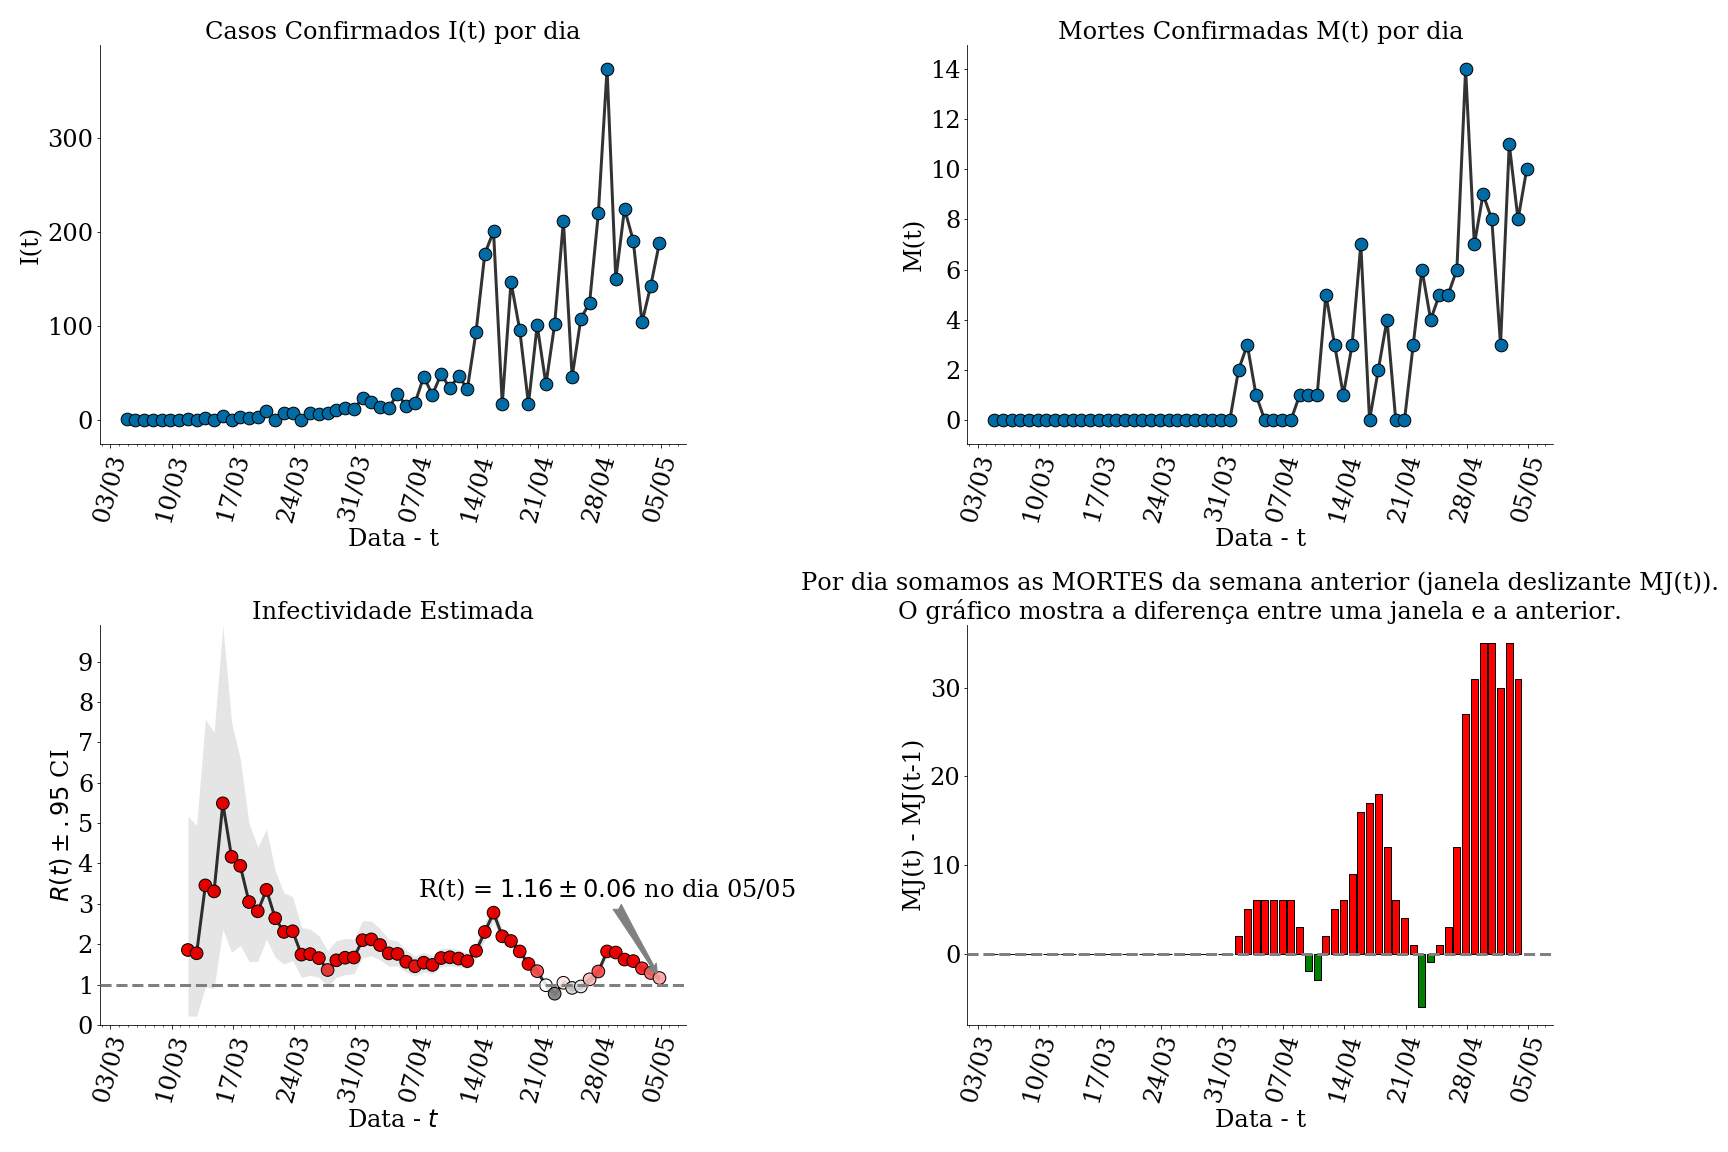 Casos Confirmados I(t) por dia
I(t)
300
200
100
0
03/03 10/03 17/03 24/03 31/03 07/04 14/04 21/04 28/04 05/05
Data - t
Mortes Confirmadas M(t) por dia
M(t)
14
12
10
8
6
4
2
0
03/03 10/03 17/03 24/03 31/03 07/04 14/04 21/04 28/04 05/05
Data - t
Infectividade Estimada
R(t) ± .95 CI
9
8
7
6
5
4
3
2
1
0
R(t) = 1.16 ± 0.06 no dia 05/05
03/03 10/03 17/03 24/03 31/03 07/04 14/04 21/04 28/04 05/05
Data - t
Por dia somamos as MORTES da semana anterior (janela deslizante MJ(t)).
O gráfico mostra a diferença entre uma janela e a anterior.
MJ(t) - MJ(t-1)
30
20
10
0
03/03 10/03 17/03 24/03 31/03 07/04 14/04 21/04 28/04 05/05
Data - t